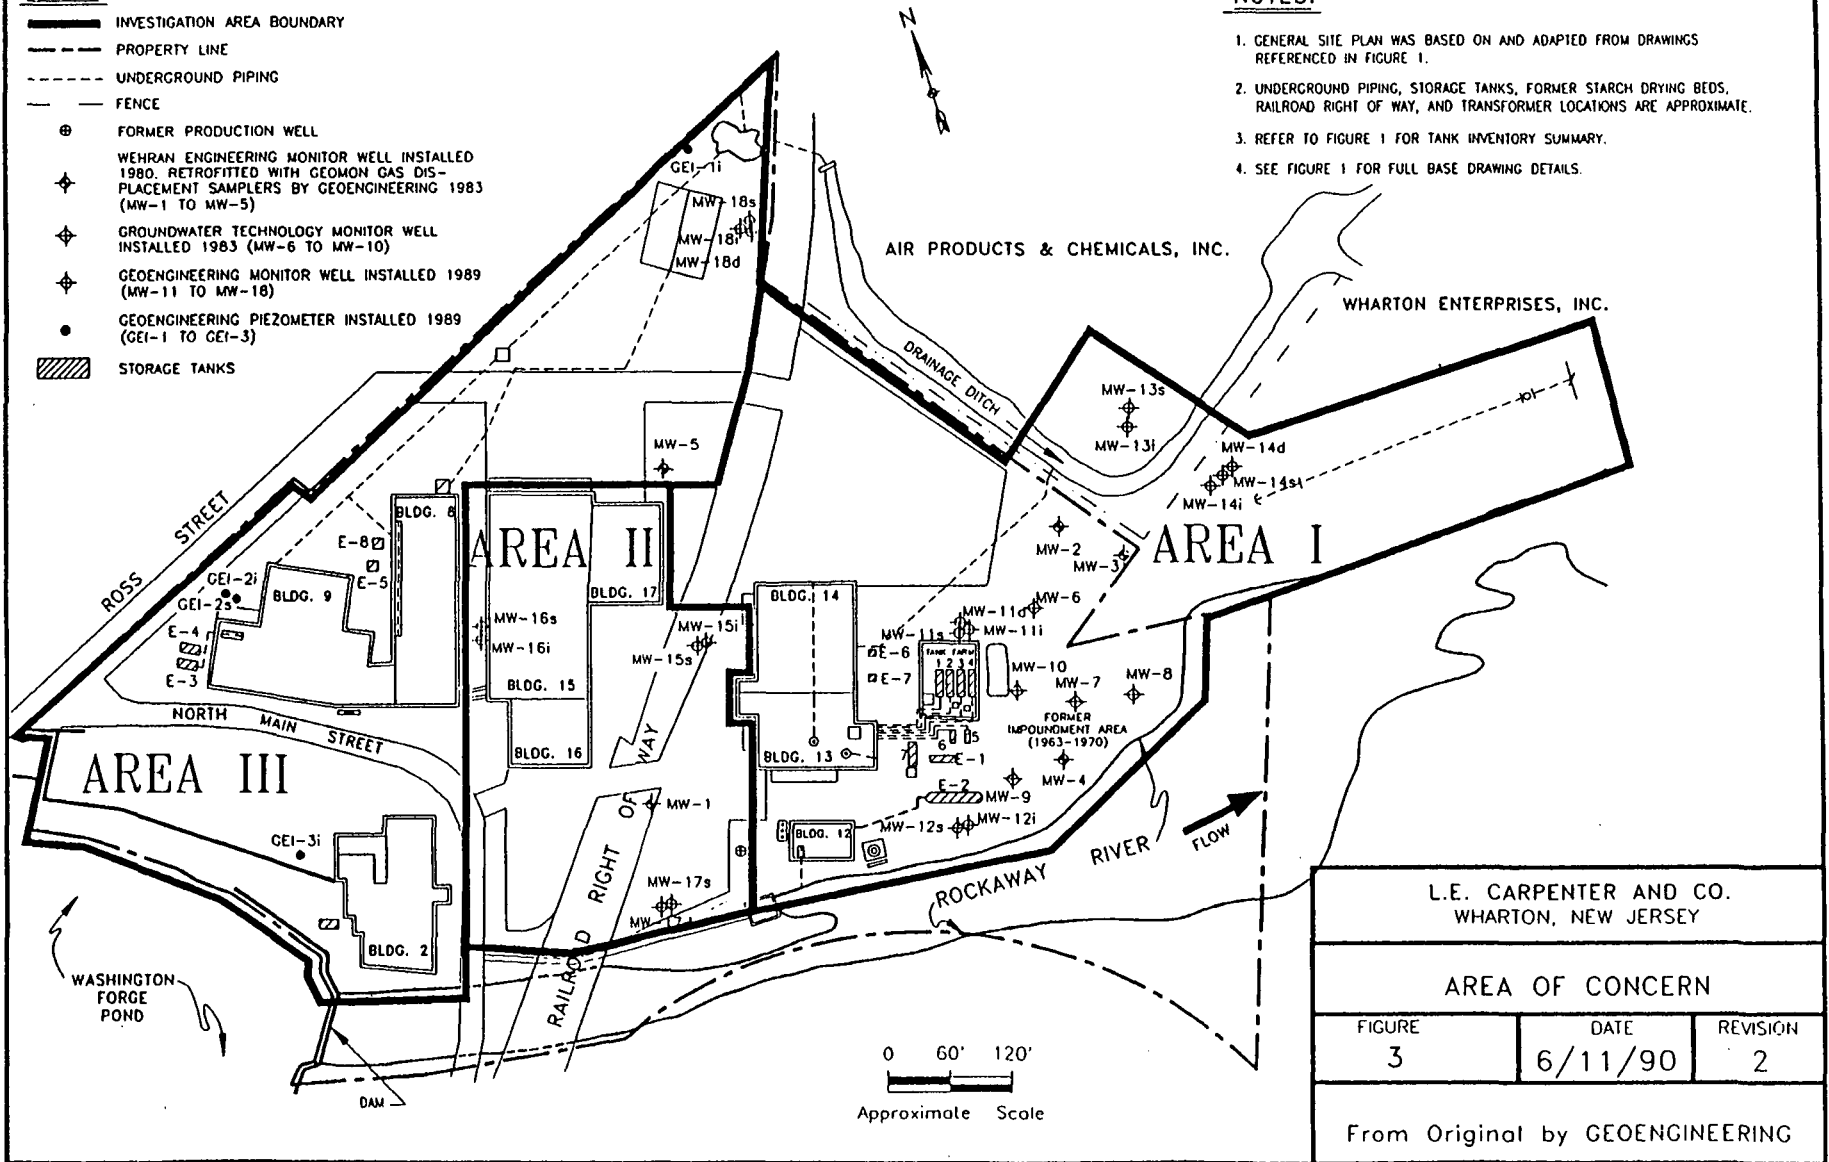 INVESTIGATION AREA BOUNDARY
PROPERTY LINE
UNDERGROUND PIPING
FENCE
FORMER PRODUCTION WELL
WEHRAN ENGINEERING MONITOR WELL INSTALLED
1980. RETROFITTED WITH GEOMON GAS DIS-
PLACEMENT SAMPLERS BY GEOENGINEERING 1983
(MW-1 TO MW-5)
GROUNDWATER TECHNOLOGY MONITOR WELL
INSTALLED 1983 (MW-6 TO MW-10)
GEOENGINEERING MONITOR WELL INSTALLED 1989
(MW-11 TO MW-18)
GEOENGINEERING PIEZOMETER INSTALLED 1989
(GEI-1 TO GEI-3)
STORAGE TANKS
N
NOTES:
1. GENERAL SITE PLAN WAS BASED ON AND ADAPTED FROM DRAWINGS
REFERENCED IN FIGURE 1.
2. UNDERGROUND PIPING, STORAGE TANKS, FORMER STARCH DRYING BEDS,
RAILROAD RIGHT OF WAY, AND TRANSFORMER LOCATIONS ARE APPROXIMATE.
3. REFER TO FIGURE 1 FOR TANK INVENTORY SUMMARY.
4. SEE FIGURE 1 FOR FULL BASE DRAWING DETAILS.
GEI-1i
MW-18s
MW-18i
MW-18d
AIR PRODUCTS & CHEMICALS, INC.
WHARTON ENTERPRISES, INC.
DRAINAGE DITCH
MW-13s
MW-13i
MW-14d
MW-14s
MW-14i
AREA I
MW-5
MW-2
MW-3
ROSS STREET
BLDG. 8
AREA II
BLDG. 17
E-8
E-5
GEI-2i
GEI-2s
BLDG. 9
E-4
E-3
MW-16s
MW-16i
BLDG. 15
BLDG. 16
MW-15i
MW-15s
BLDG. 14
BLDG. 13
MW-11d
MW-6
MW-11s
MW-11i
E-6
E-7
TANK FARM
1 2 3 4
MW-10
MW-7
MW-8
FORMER
IMPOUNDMENT AREA
(1963-1970)
5
6
7
E-1
MW-4
E-2
MW-9
MW-12s
MW-12i
BLDG. 12
NORTH MAIN STREET
AREA III
GEI-3i
BLDG. 2
MW-1
MW-17s
RAILROAD RIGHT OF WAY
ROCKAWAY RIVER
FLOW
WASHINGTON
FORGE
POND
DAM
0 60' 120'
Approximate Scale
L.E. CARPENTER AND CO.
WHARTON, NEW JERSEY
AREA OF CONCERN
FIGURE
3
DATE
6/11/90
REVISION
2
From Original by GEOENGINEERING